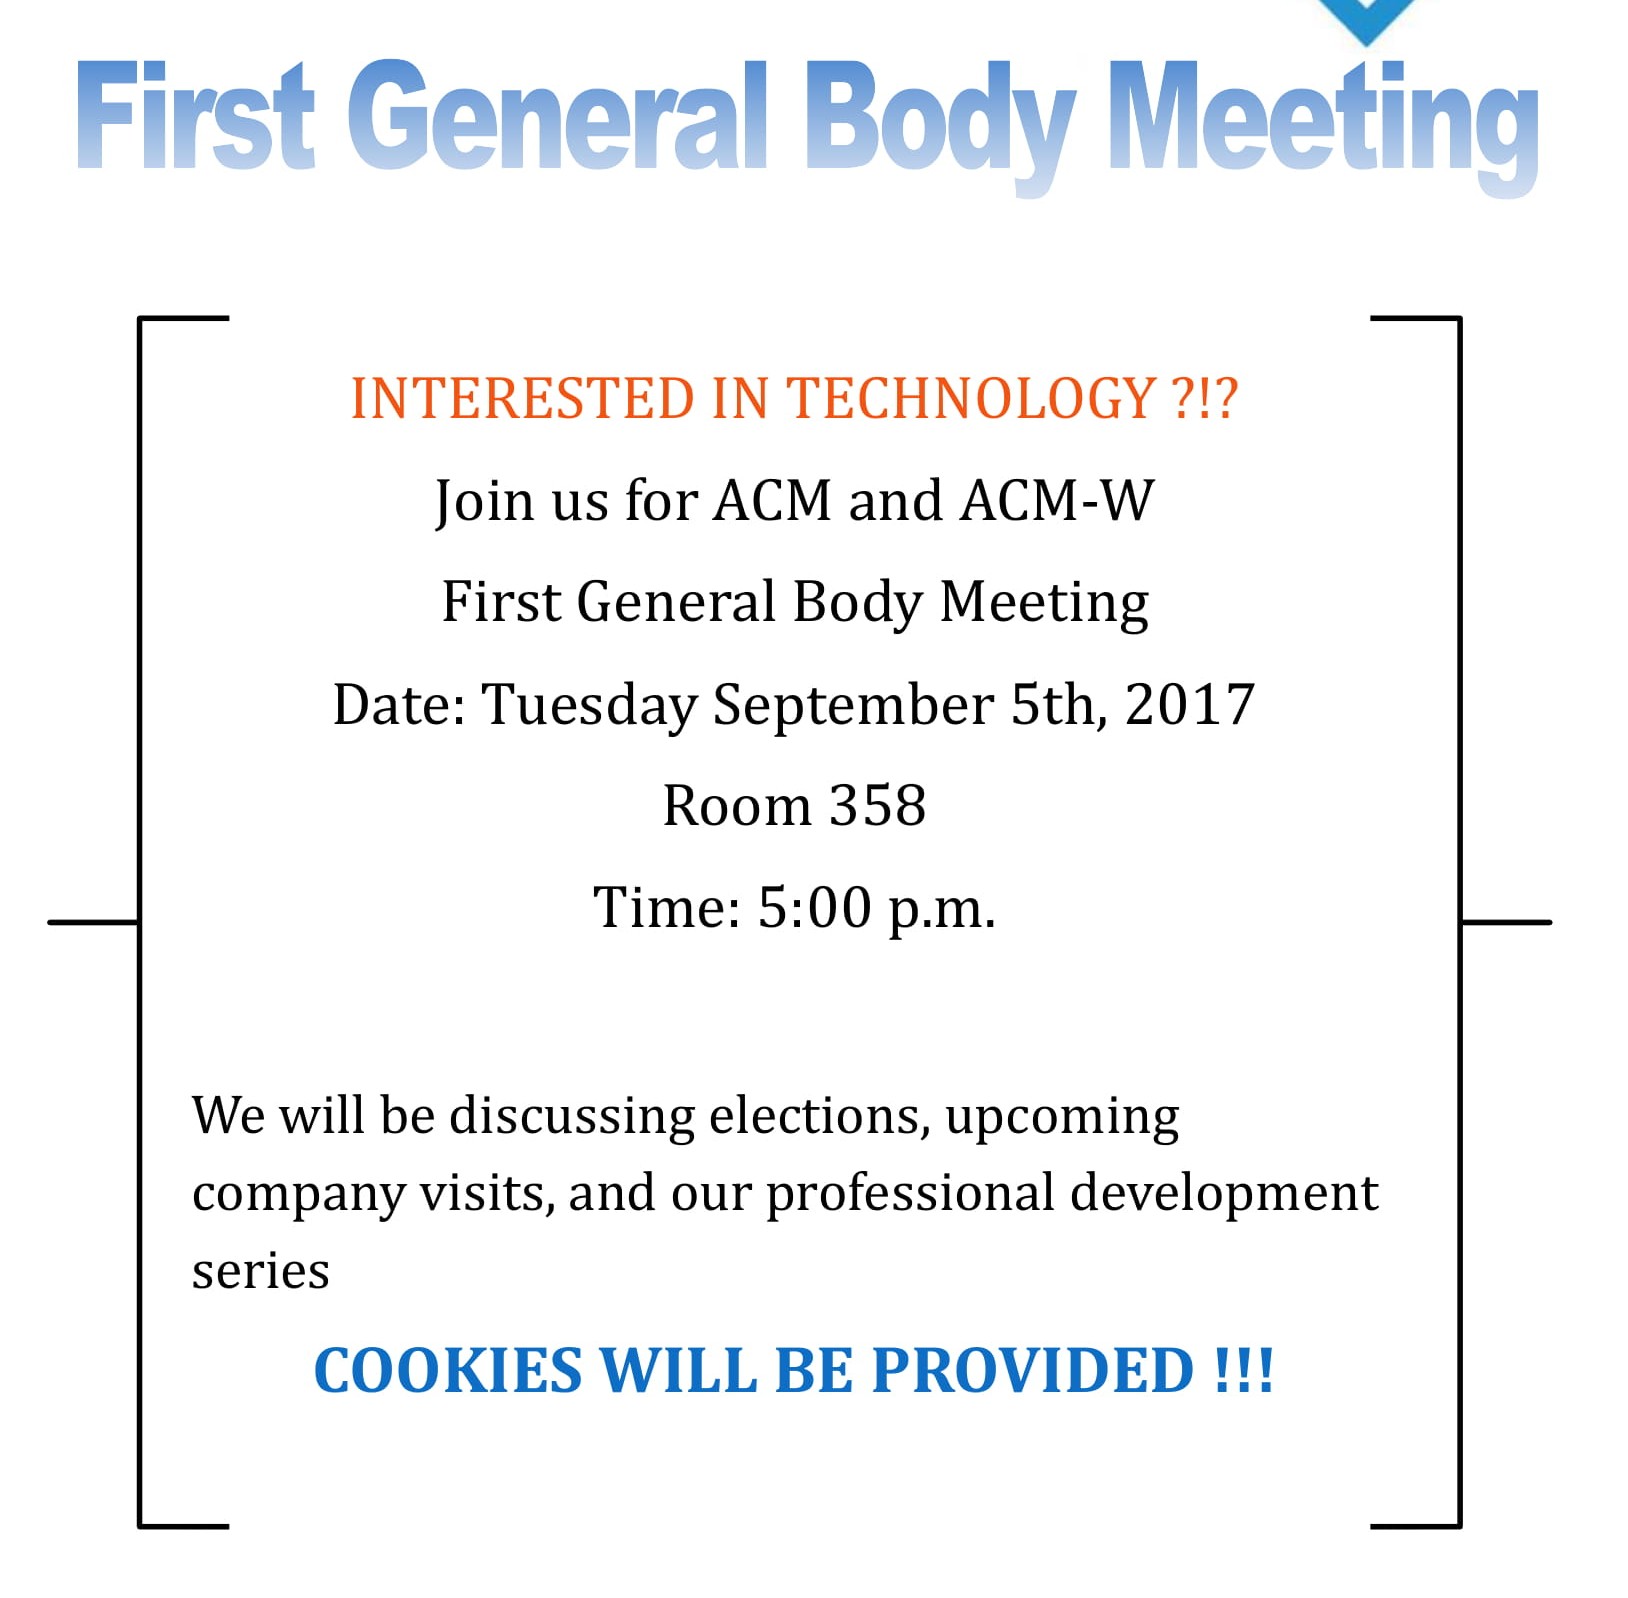 First General Body Meeting
INTERESTED IN TECHNOLOGY ?!?
Join us for ACM and ACM-W
First General Body Meeting
Date: Tuesday September 5th, 2017
Room 358
Time: 5:00 p.m.
We will be discussing elections, upcoming
company visits, and our professional development
series
COOKIES WILL BE PROVIDED !!!